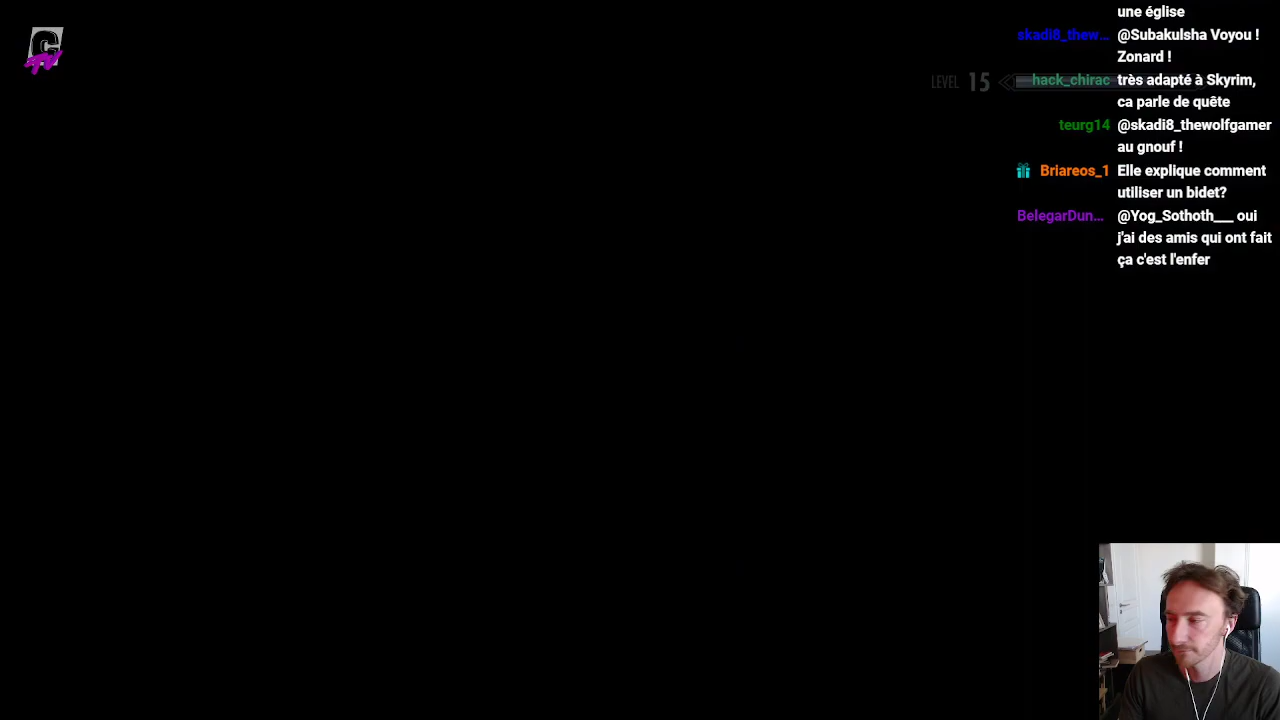 C
TV
une église
skadi8_thew... @Subakulsha Voyou !
Zonard !
LEVEL 15
hack_chirac très adapté à Skyrim,
ca parle de quête
teurg14 @skadi8_thewolfgamer
au gnouf !
Briareos_1 Elle explique comment
utiliser un bidet?
BelegarDun... @Yog_Sothoth___ oui
j'ai des amis qui ont fait
ça c'est l'enfer